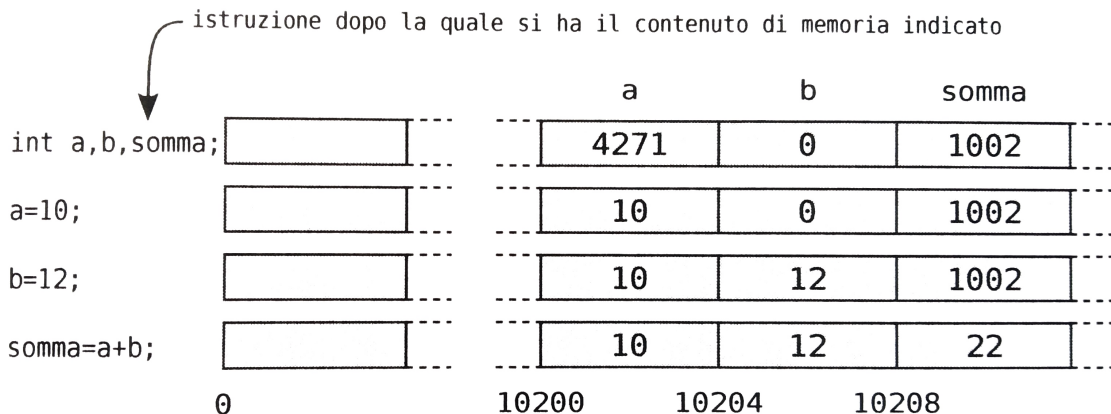 istruzione dopo la quale si ha il contenuto di memoria indicato
a b somma
int a,b,somma; 4271 0 1002
a=10; 10 0 1002
b=12; 10 12 1002
somma=a+b; 10 12 22
0 10200 10204 10208